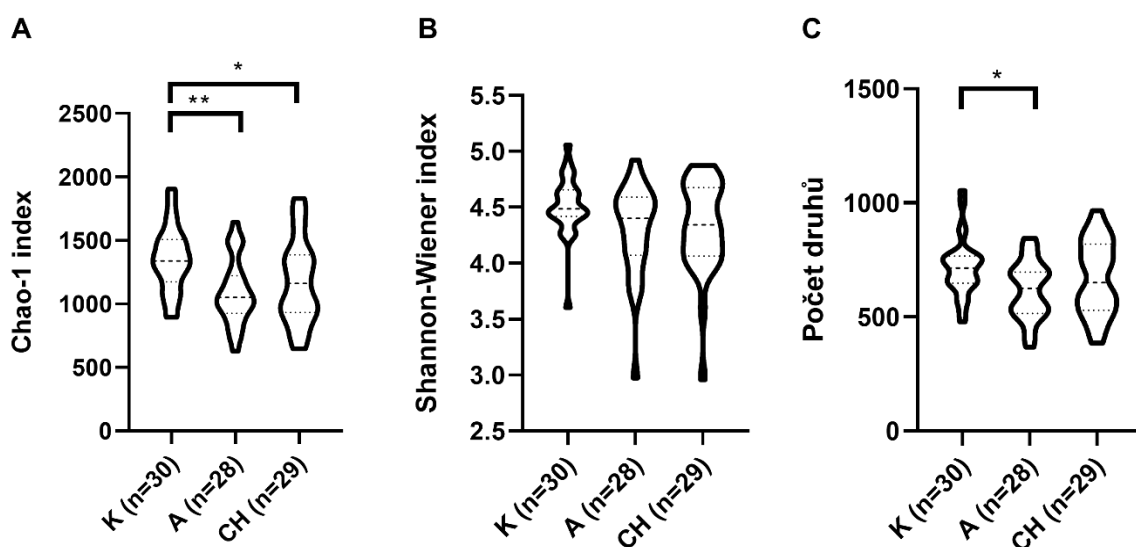 A
B
C
*
**
*
Chao-1 index
2500
2000
1500
1000
500
0
K (n=30)
A (n=28)
CH (n=29)
Shannon-Wiener index
5.5
5.0
4.5
4.0
3.5
3.0
2.5
K (n=30)
A (n=28)
CH (n=29)
Počet druhů
1500
1000
500
0
K (n=30)
A (n=28)
CH (n=29)